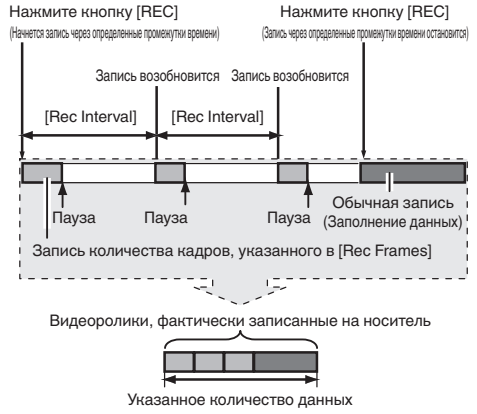 Нажмите кнопку [REC]
(Начнется запись через определенные промежутки времени)
Нажмите кнопку [REC]
(Запись через определенные промежутки времени остановится)
Запись возобновится
Запись возобновится
[Rec Interval]
[Rec Interval]
Пауза
Пауза
Пауза
Обычная запись
(Заполнение данных)
Запись количества кадров, указанного в [Rec Frames]
Видеоролики, фактически записанные на носитель
Указанное количество данных